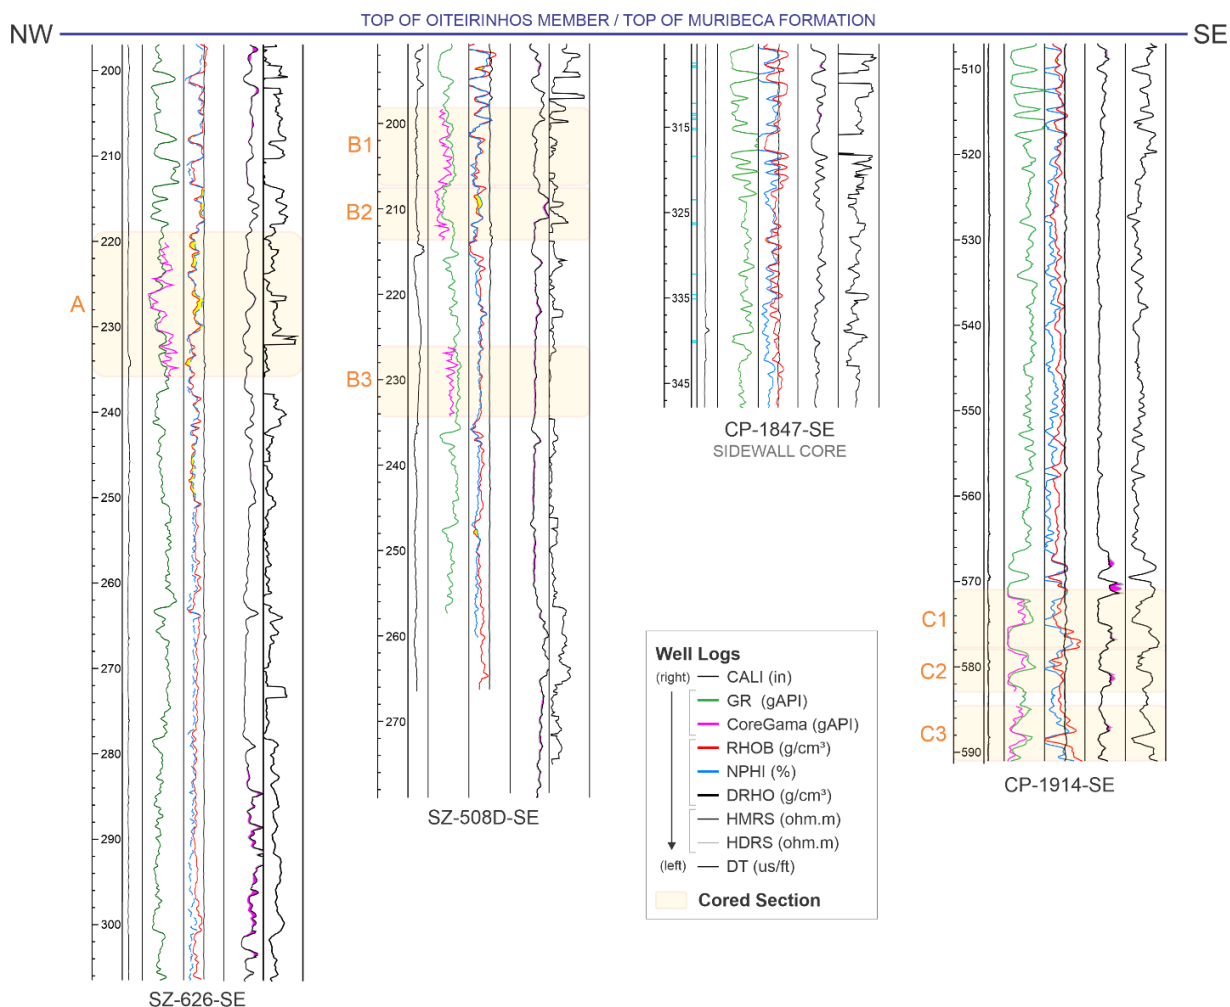 TOP OF OITEIRINHOS MEMBER / TOP OF MURIBECA FORMATION
NW
SE
200
210
220
230
240
250
260
270
280
290
300
A
SZ-626-SE
200
210
220
230
240
250
260
270
B1
B2
B3
SZ-508D-SE
315
325
335
345
CP-1847-SE
SIDEWALL CORE
510
520
530
540
550
560
570
580
590
C1
C2
C3
CP-1914-SE
Well Logs
(right)
CALI (in)
GR (gAPI)
CoreGama (gAPI)
RHOB (g/cm³)
NPHI (%)
DRHO (g/cm³)
HMRS (ohm.m)
HDRS (ohm.m)
(left)
DT (us/ft)
Cored Section